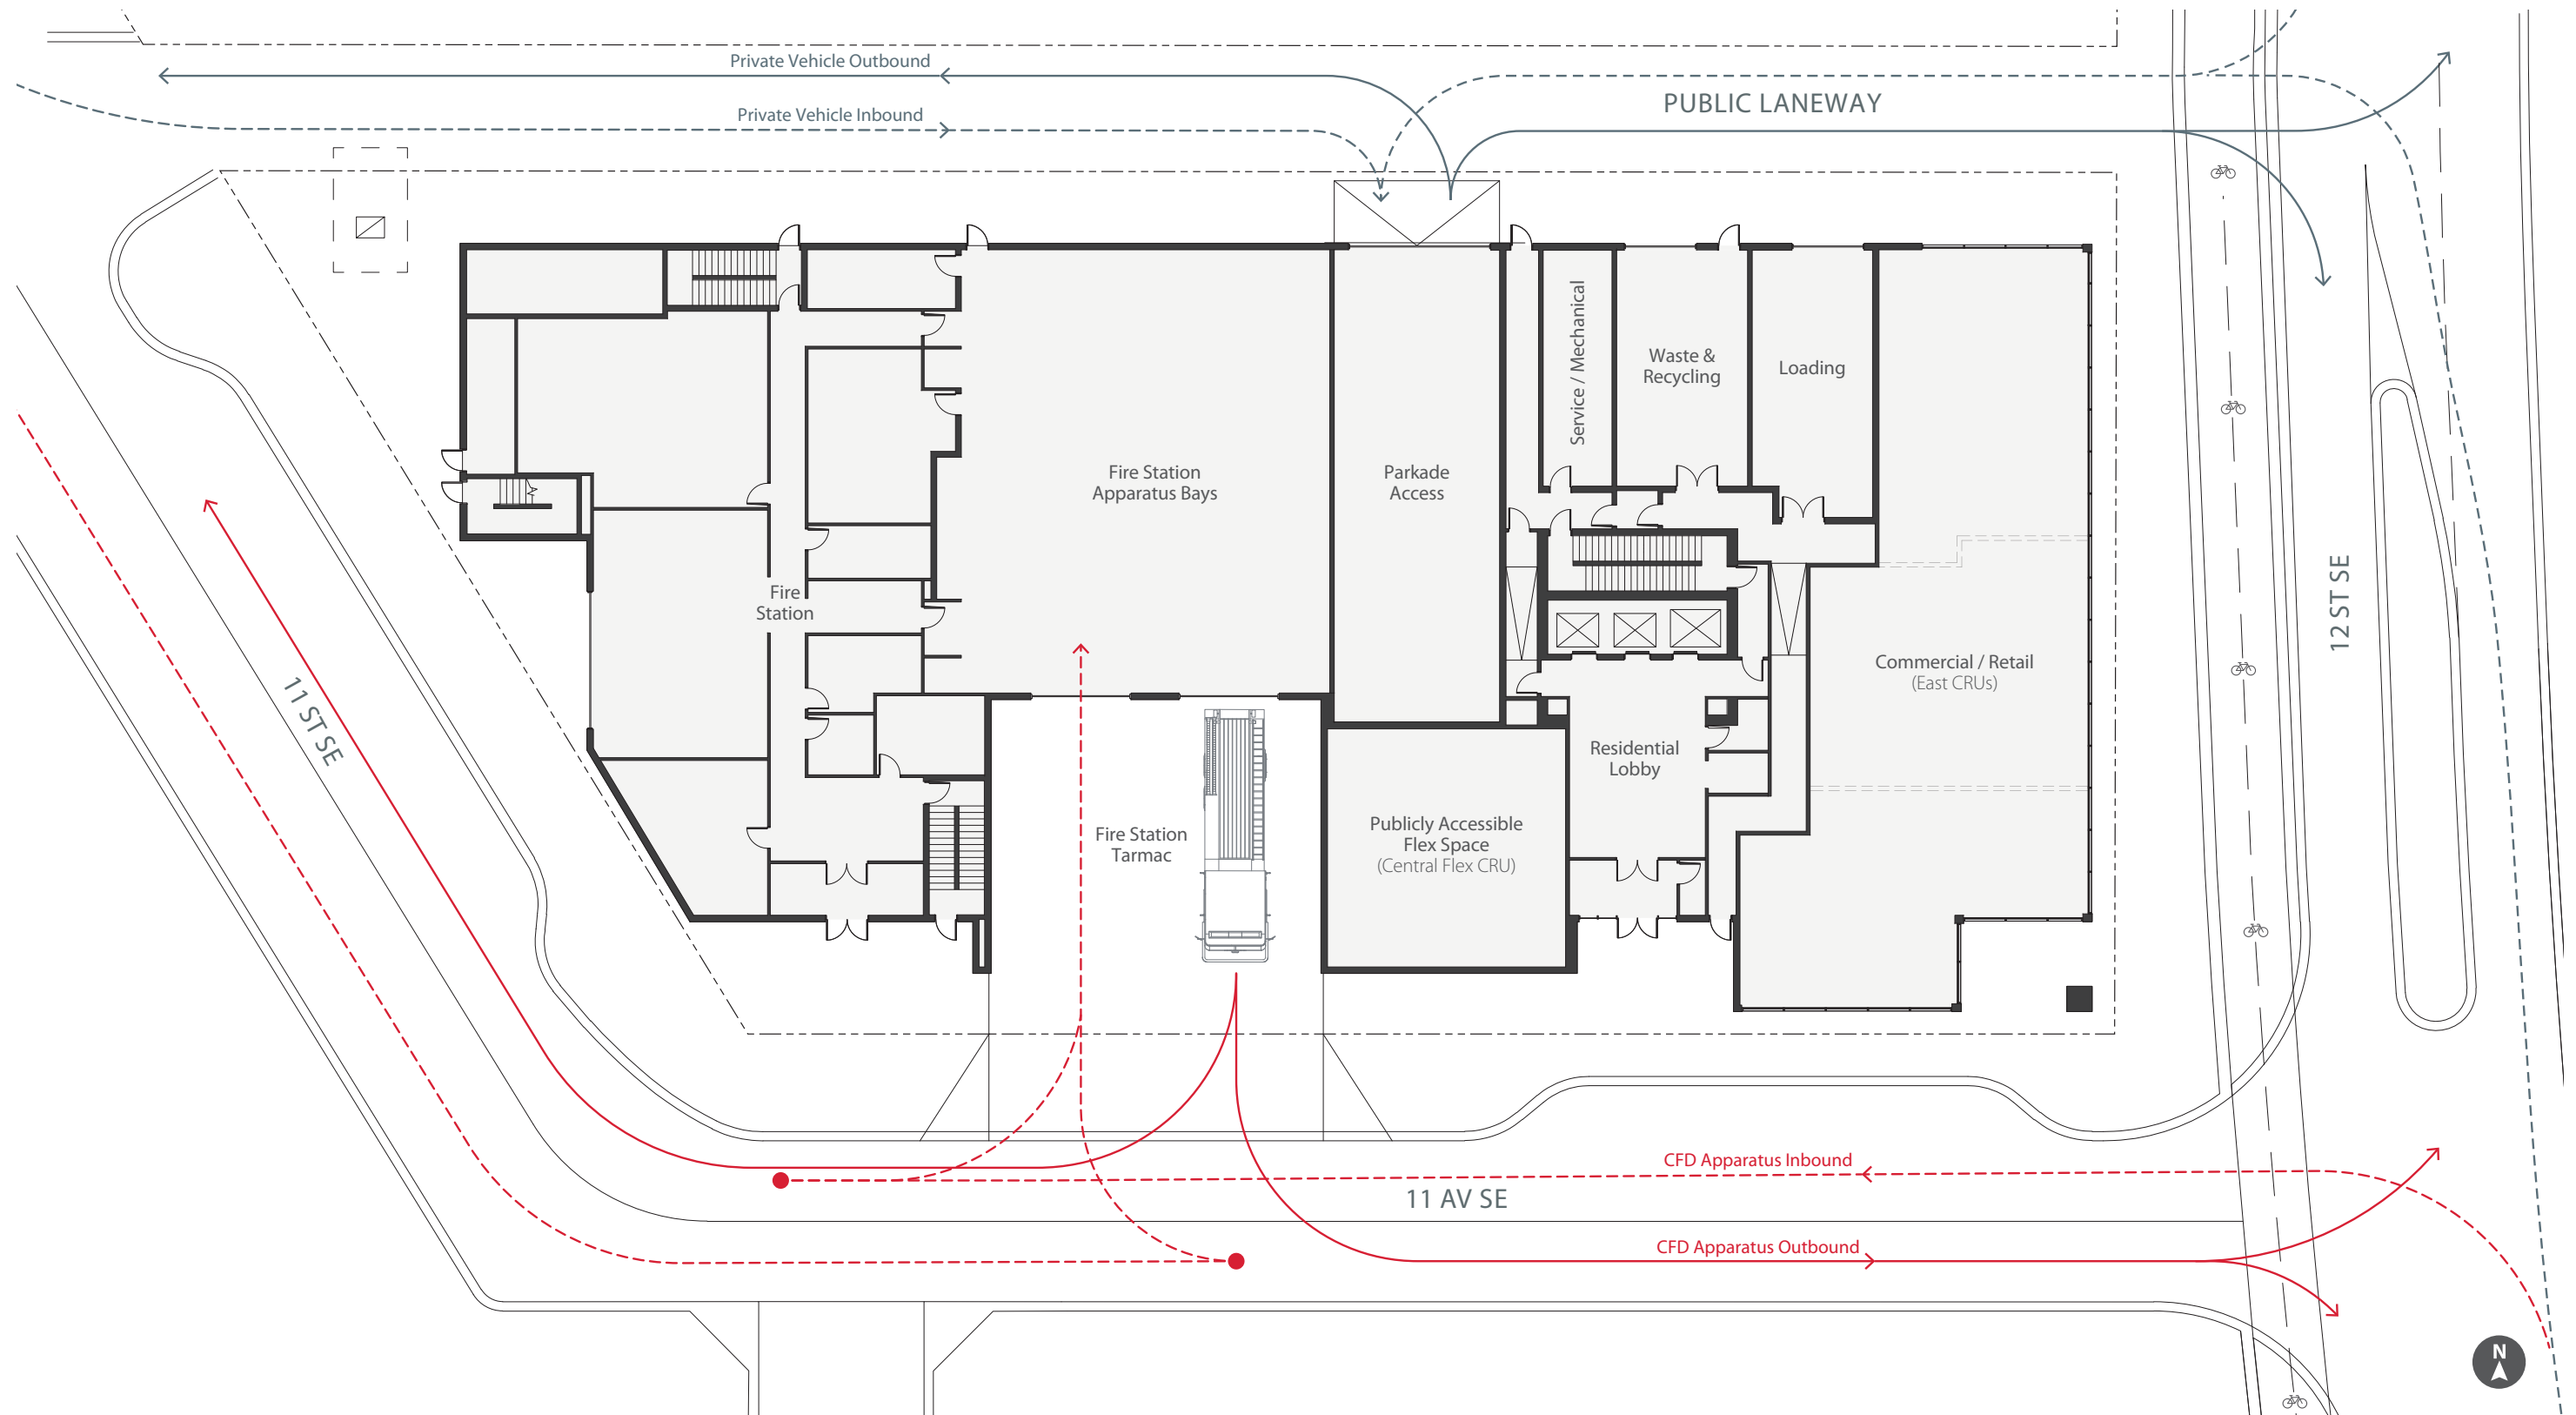 Private Vehicle Outbound
Private Vehicle Inbound
PUBLIC LANEWAY
Service / Mechanical
Waste &
Recycling
Loading
Fire Station
Apparatus Bays
Parkade
Access
Fire
Station
12 ST SE
Commercial / Retail
(East CRUs)
11 ST SE
Residential
Lobby
Fire Station
Tarmac
Publicly Accessible
Flex Space
(Central Flex CRU)
CFD Apparatus Inbound
11 AV SE
CFD Apparatus Outbound
N